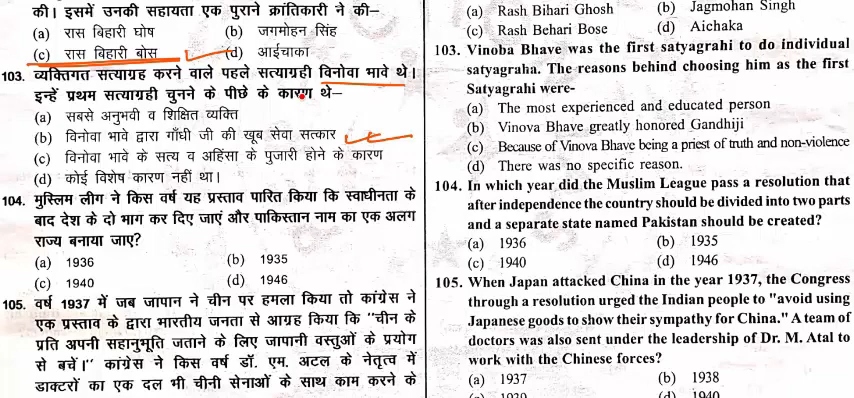 की। इसमें उनकी सहायता एक पुराने क्रांतिकारी ने की–
(a) रास बिहारी घोष (b) जगमोहन सिंह
(c) रास बिहारी बोस (d) आईचाका
103. व्यक्तिगत सत्याग्रह करने वाले पहले सत्याग्रही विनोवा भावे थे।
इन्हें प्रथम सत्याग्रही चुनने के पीछे के कारण थे–
(a) सबसे अनुभवी व शिक्षित व्यक्ति
(b) विनोवा भावे द्वारा गाँधी जी की खूब सेवा सत्कार
(c) विनोवा भावे के सत्य व अहिंसा के पुजारी होने के कारण
(d) कोई विशेष कारण नहीं था।
104. मुस्लिम लीग ने किस वर्ष यह प्रस्ताव पारित किया कि स्वाधीनता के
बाद देश के दो भाग कर दिए जाएं और पाकिस्तान नाम का एक अलग
राज्य बनाया जाए?
(a) 1936 (b) 1935
(c) 1940 (d) 1946
105. वर्ष 1937 में जब जापान ने चीन पर हमला किया तो कांग्रेस ने
एक प्रस्ताव के द्वारा भारतीय जनता से आग्रह किया कि "चीन के
प्रति अपनी सहानुभूति जताने के लिए जापानी वस्तुओं के प्रयोग
से बचें।" कांग्रेस ने किस वर्ष डॉ. एम. अटल के नेतृत्व में
डाक्टरों का एक दल भी चीनी सेनाओं के साथ काम करने के
(a) Rash Bihari Ghosh (b) Jagmohan Singh
(c) Rash Behari Bose (d) Aichaka
103. Vinoba Bhave was the first satyagrahi to do individual
satyagraha. The reasons behind choosing him as the first
Satyagrahi were-
(a) The most experienced and educated person
(b) Vinova Bhave greatly honored Gandhiji
(c) Because of Vinova Bhave being a priest of truth and non-violence
(d) There was no specific reason.
104. In which year did the Muslim League pass a resolution that
after independence the country should be divided into two parts
and a separate state named Pakistan should be created?
(a) 1936 (b) 1935
(c) 1940 (d) 1946
105. When Japan attacked China in the year 1937, the Congress
through a resolution urged the Indian people to "avoid using
Japanese goods to show their sympathy for China." A team of
doctors was also sent under the leadership of Dr. M. Atal to
work with the Chinese forces?
(a) 1937 (b) 1938
(c) 1939 (d) 1940